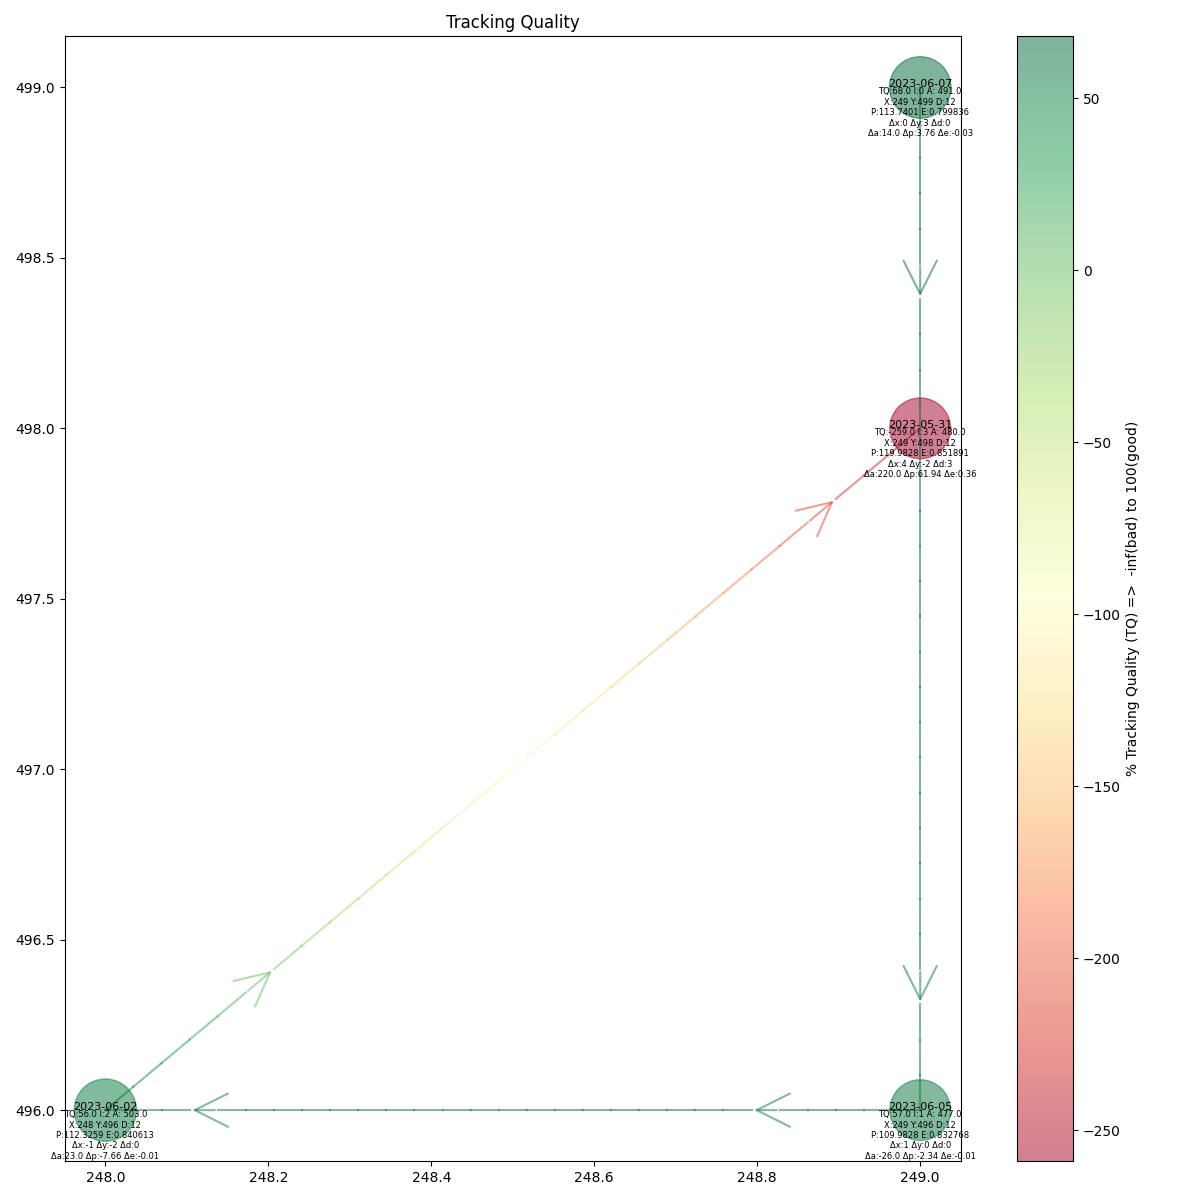 Tracking Quality
499.0
498.5
498.0
497.5
497.0
496.5
496.0
248.0
248.2
248.4
248.6
248.8
249.0
2023-06-07
TQ:68.0 I:0 A: 491.0
X:249 Y:499 D:12
P:113.7401 E:0.799836
Δx:0 Δy:3 Δd:0
Δa:14.0 Δp:3.76 Δe:-0.03
2023-05-31
TQ:-259.0 I:3 A: 480.0
X:249 Y:498 D:12
P:119.9828 E:0.851891
Δx:4 Δy:-2 Δd:3
Δa:220.0 Δp:61.94 Δe:0.36
2023-06-02
TQ:56.0 I:2 A: 503.0
X:248 Y:496 D:12
P:112.3259 E:0.840613
Δx:-1 Δy:-2 Δd:0
Δa:23.0 Δp:-7.66 Δe:-0.01
2023-06-05
TQ:57.0 I:1 A: 477.0
X:249 Y:496 D:12
P:109.9828 E:0.832768
Δx:1 Δy:0 Δd:0
Δa:-26.0 Δp:-2.34 Δe:-0.01
50
0
−50
−100
−150
−200
−250
% Tracking Quality (TQ) => -inf(bad) to 100(good)